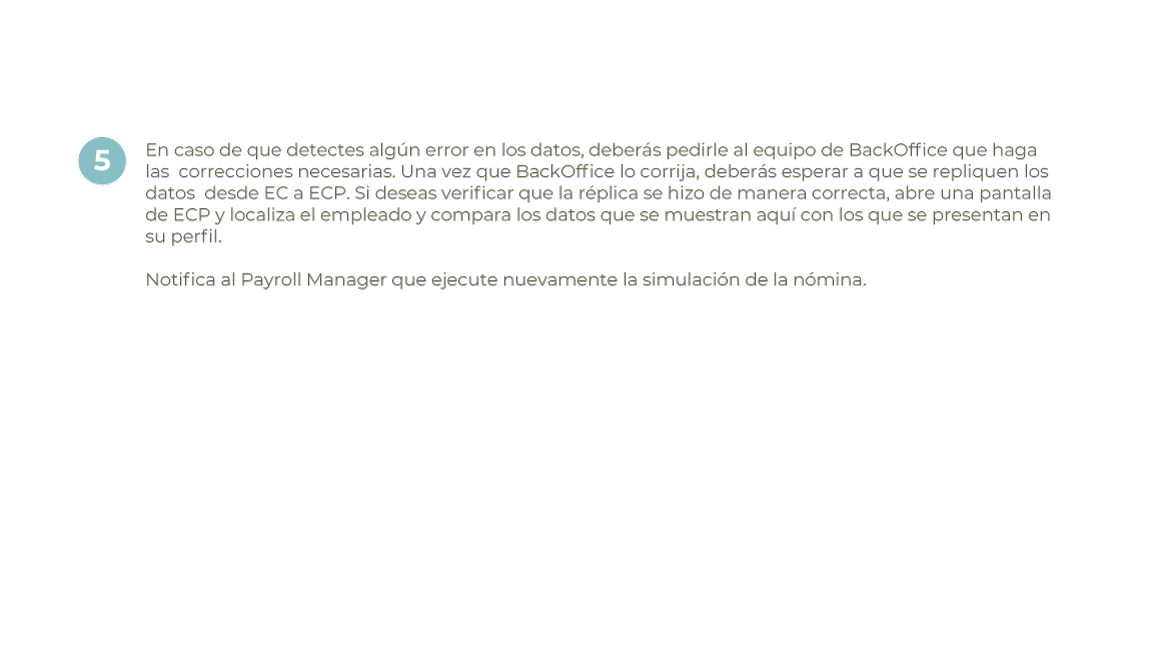 5
En caso de que detectes algún error en los datos, deberás pedirle al equipo de BackOffice que haga
las  correcciones necesarias. Una vez que BackOffice lo corrija, deberás esperar a que se repliquen los
datos  desde EC a ECP. Si deseas verificar que la réplica se hizo de manera correcta, abre una pantalla
de ECP y localiza el empleado y compara los datos que se muestran aquí con los que se presentan en
su perfil.
Notifica al Payroll Manager que ejecute nuevamente la simulación de la nómina.